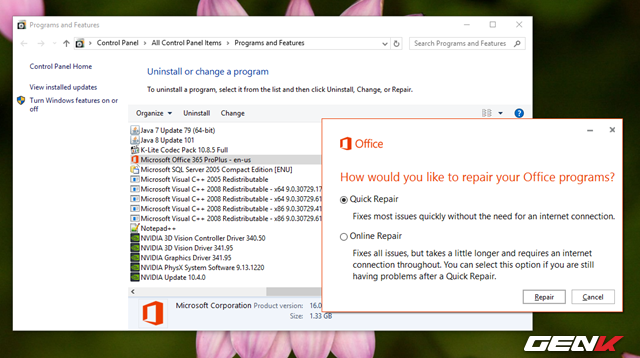 Programs and Features
Control Panel > All Control Panel Items > Programs and Features
Search Programs and Features
Control Panel Home
View installed updates
Turn Windows features on or
off
Uninstall or change a program
To uninstall a program, select it from the list and then click Uninstall, Change, or Repair.
Organize Uninstall Change
Java 7 Update 79 (64-bit)
Java 8 Update 101
K-Lite Codec Pack 10.8.5 Full
Microsoft Office 365 ProPlus - en-us
Microsoft SQL Server 2005 Compact Edition [ENU]
Microsoft Visual C++ 2005 Redistributable
Microsoft Visual C++ 2008 Redistributable - x64 9.0.30729.17
Microsoft Visual C++ 2008 Redistributable - x64 9.0.30729.61
Microsoft Visual C++ 2008 Redistributable - x86 9.0.30729.41
Microsoft Visual C++ 2008 Redistributable - x86 9.0.30729.61
Notepad++
NVIDIA 3D Vision Controller Driver 340.50
NVIDIA 3D Vision Driver 341.95
NVIDIA Graphics Driver 341.95
NVIDIA PhysX System Software 9.13.1220
NVIDIA Update 10.4.0
Microsoft Corporation Product version: 16.0
Size: 1.33 GB
Office
How would you like to repair your Office programs?
Quick Repair
Fixes most issues quickly without the need for an internet connection.
Online Repair
Fixes all issues, but takes a little longer and requires an internet
connection throughout. You can select this option if you are still
having problems after a Quick Repair.
Repair Cancel
GENK